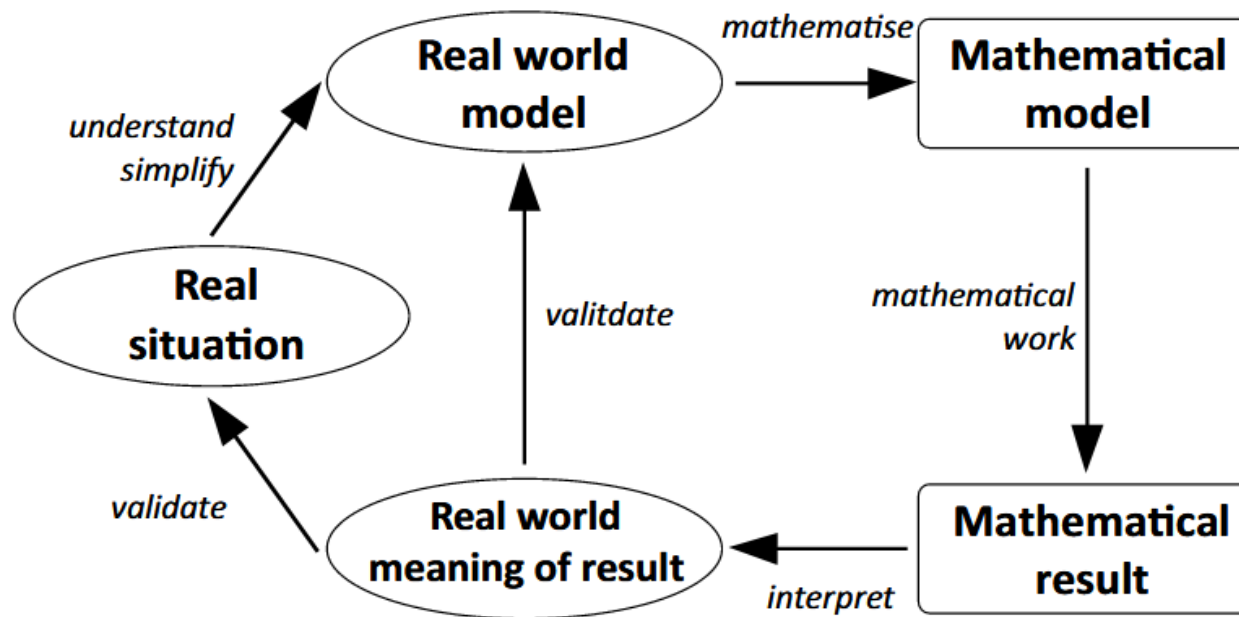 mathematise
Real world
model
Mathematical
model
understand
simplify
Real
situation
valitdate
mathematical
work
validate
Real world
meaning of result
interpret
Mathematical
result